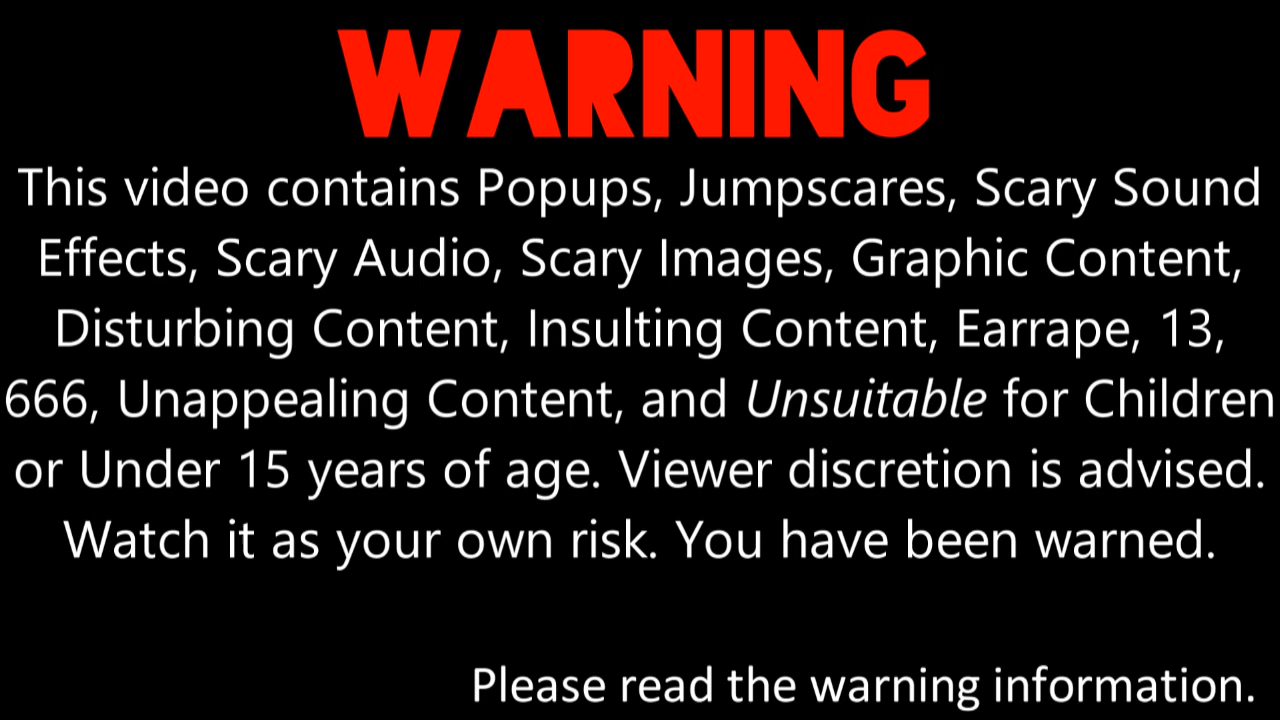 WARNING
This video contains Popups, Jumpscares, Scary Sound
Effects, Scary Audio, Scary Images, Graphic Content,
Disturbing Content, Insulting Content, Earrape, 13,
666, Unappealing Content, and Unsuitable for Children
or Under 15 years of age. Viewer discretion is advised.
Watch it as your own risk. You have been warned.
Please read the warning information.